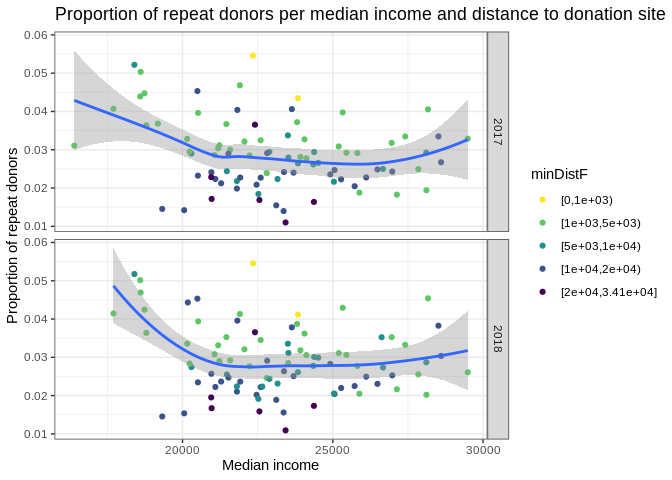 Proportion of repeat donors per median income and distance to donation site
Proportion of repeat donors
0.06
0.05
0.04
0.03
0.02
0.01
2017
0.06
0.05
0.04
0.03
0.02
0.01
2018
20000
25000
30000
Median income
minDistF
[0,1e+03)
[1e+03,5e+03)
[5e+03,1e+04)
[1e+04,2e+04)
[2e+04,3.41e+04]